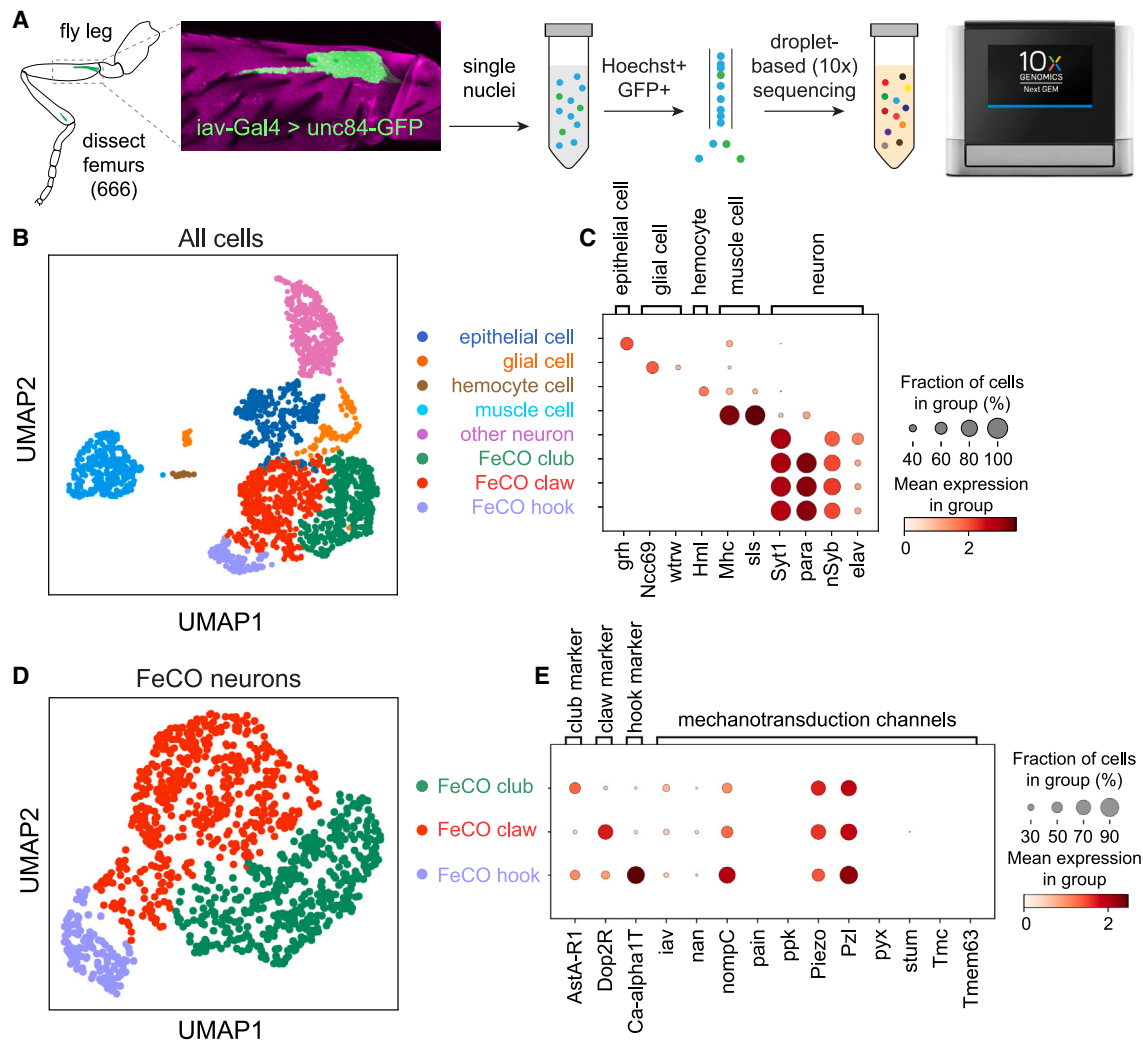 A
fly leg
iav-Gal4 > unc84-GFP
dissect
femurs
(666)
single
nuclei
Hoechst+
GFP+
droplet-
based (10x)
sequencing
10x
GENOMICS
Next GEM
B
All cells
UMAP2
UMAP1
epithelial cell
glial cell
hemocyte cell
muscle cell
other neuron
FeCO club
FeCO claw
FeCO hook
C
epithelial cell
glial cell
hemocyte
muscle cell
neuron
grh
Ncc69
wtrw
Hml
Mhc
sls
Syt1
para
nSyb
elav
Fraction of cells
in group (%)
40 60 80 100
Mean expression
in group
0 2
D
FeCO neurons
UMAP2
UMAP1
E
club marker
claw marker
hook marker
mechanotransduction channels
FeCO club
FeCO claw
FeCO hook
AstA-R1
Dop2R
Ca-alpha1T
iav
nan
nompC
pain
ppk
Piezo
Pzl
pyx
stum
Tmc
Tmem63
Fraction of cells
in group (%)
30 50 70 90
Mean expression
in group
0 2